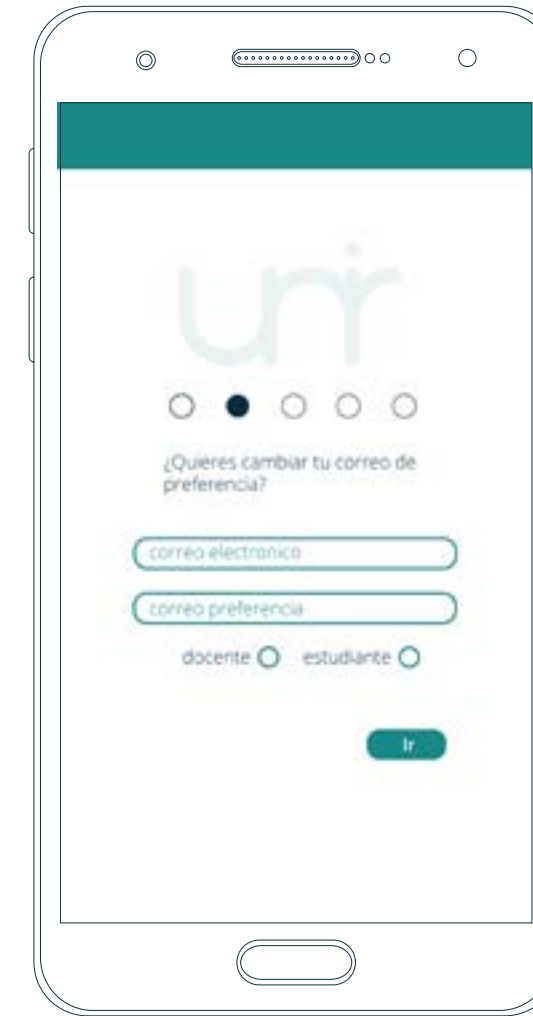 unir
¿Quieres cambiar tu correo de
preferencia?
correo electronico
correo preferencia
docente estudiante
Ir